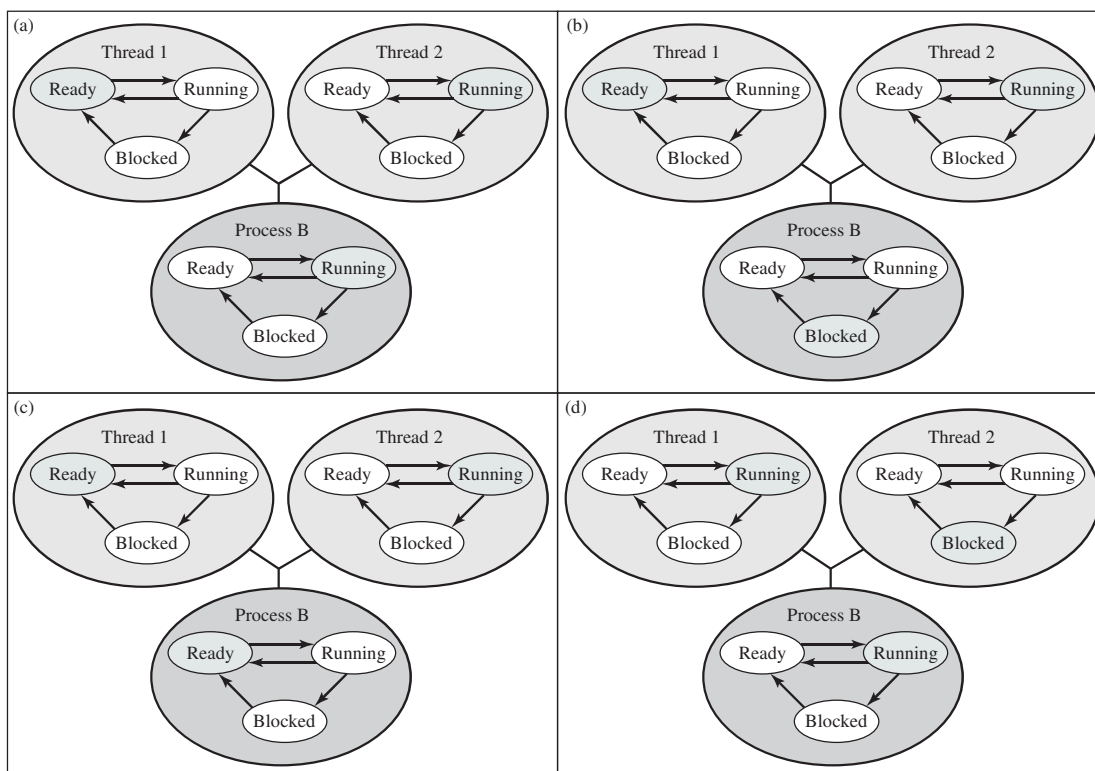 (a)
Thread 1
Ready
Running
Blocked
Thread 2
Ready
Running
Blocked
Process B
Ready
Running
Blocked
(b)
Thread 1
Ready
Running
Blocked
Thread 2
Ready
Running
Blocked
Process B
Ready
Running
Blocked
(c)
Thread 1
Ready
Running
Blocked
Thread 2
Ready
Running
Blocked
Process B
Ready
Running
Blocked
(d)
Thread 1
Ready
Running
Blocked
Thread 2
Ready
Running
Blocked
Process B
Ready
Running
Blocked